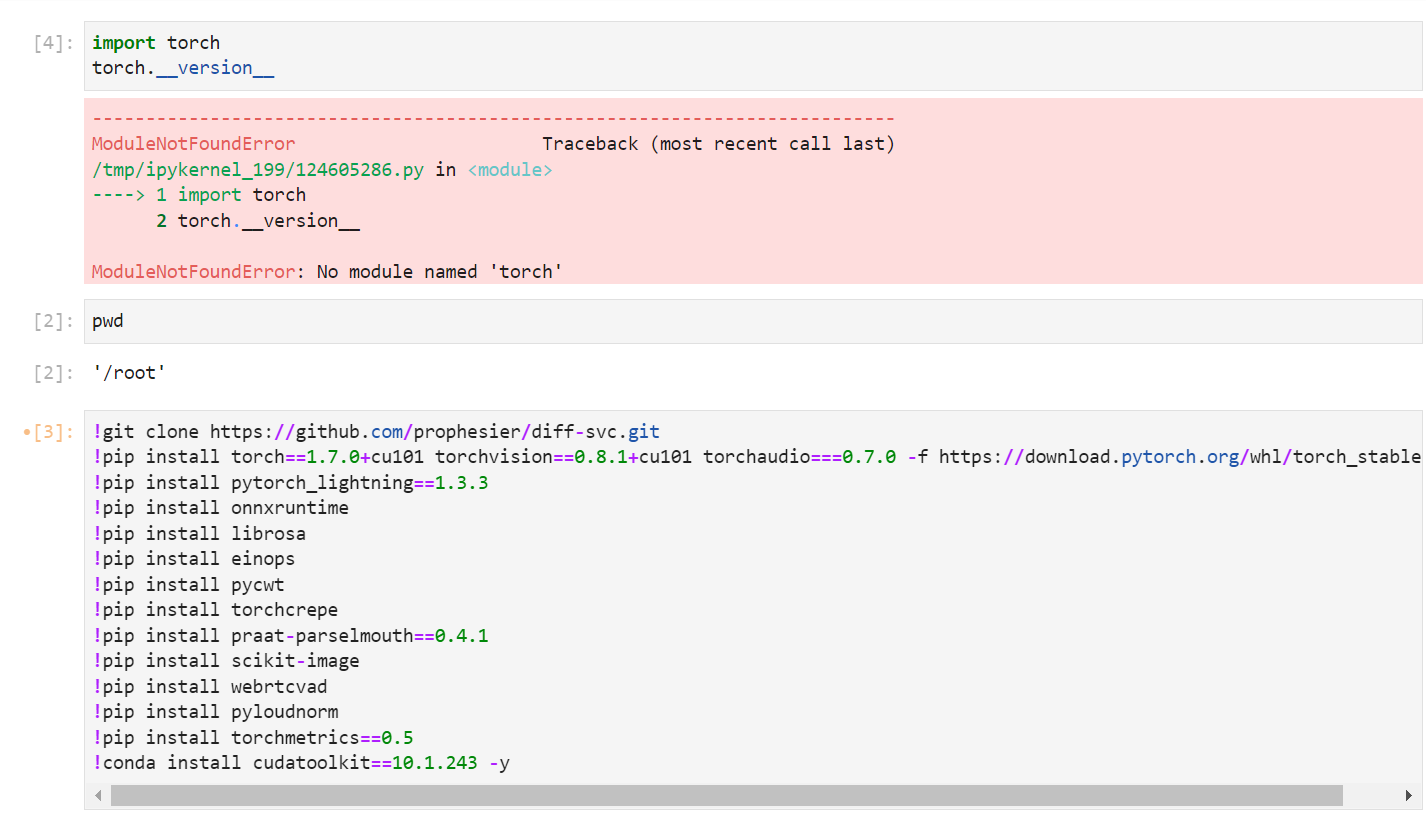 [4]: import torch
torch.__version__
---------------------------------------------------------------------------
ModuleNotFoundError                       Traceback (most recent call last)
/tmp/ipykernel_199/124605286.py in <module>
----> 1 import torch
      2 torch.__version__

ModuleNotFoundError: No module named 'torch'
[2]: pwd
[2]: '/root'
[3]: !git clone https://github.com/prophesier/diff-svc.git
!pip install torch==1.7.0+cu101 torchvision==0.8.1+cu101 torchaudio===0.7.0 -f https://download.pytorch.org/whl/torch_stable
!pip install pytorch_lightning==1.3.3
!pip install onnxruntime
!pip install librosa
!pip install einops
!pip install pycwt
!pip install torchcrepe
!pip install praat-parselmouth==0.4.1
!pip install scikit-image
!pip install webrtcvad
!pip install pyloudnorm
!pip install torchmetrics==0.5
!conda install cudatoolkit==10.1.243 -y